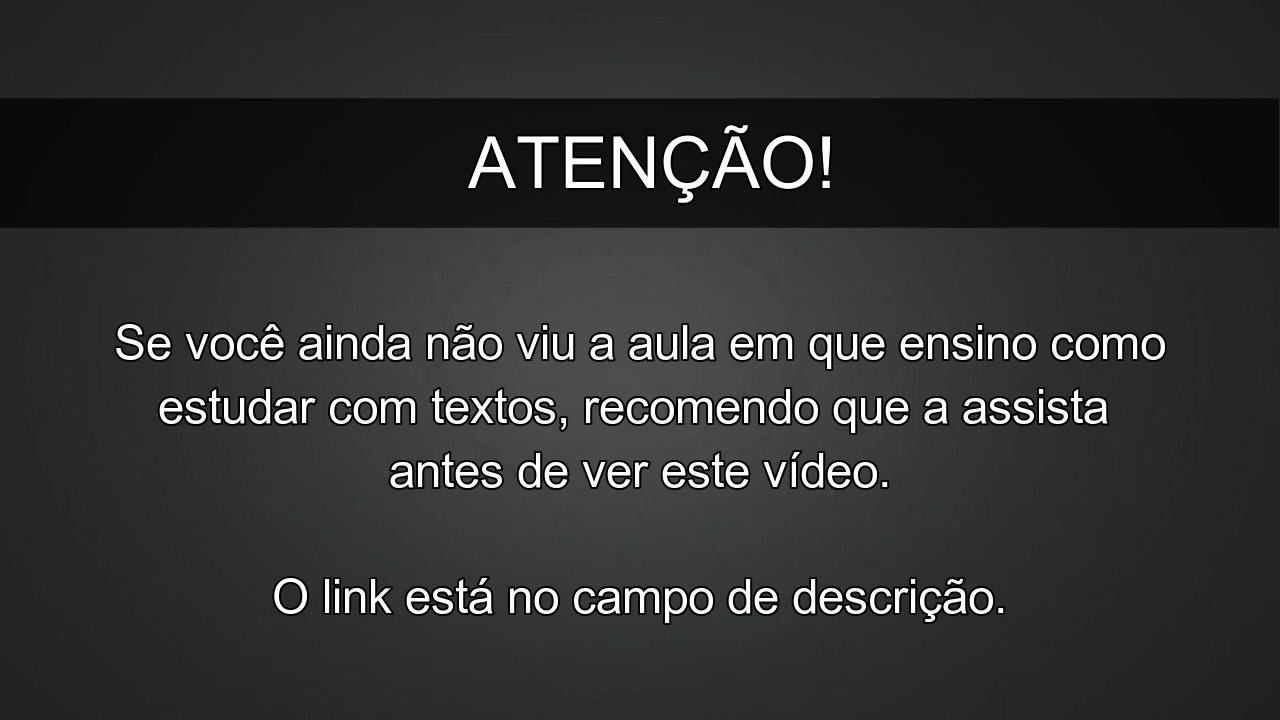 ATENÇÃO!
Se você ainda não viu a aula em que ensino como
estudar com textos, recomendo que a assista
antes de ver este vídeo.
O link está no campo de descrição.